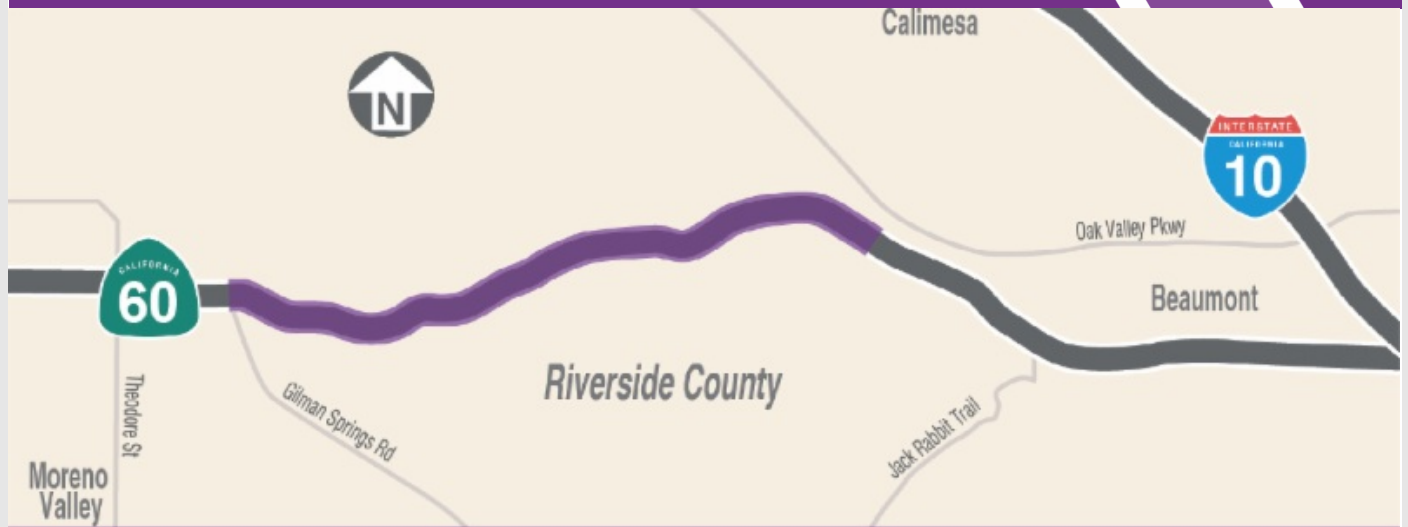 Calimesa
N
INTERSTATE
CALIFORNIA
10
Oak Valley Pkwy
CALIFORNIA
60
Beaumont
Riverside County
Theodore St
Gilman Springs Rd
Jack Rabbit Trail
Moreno
Valley